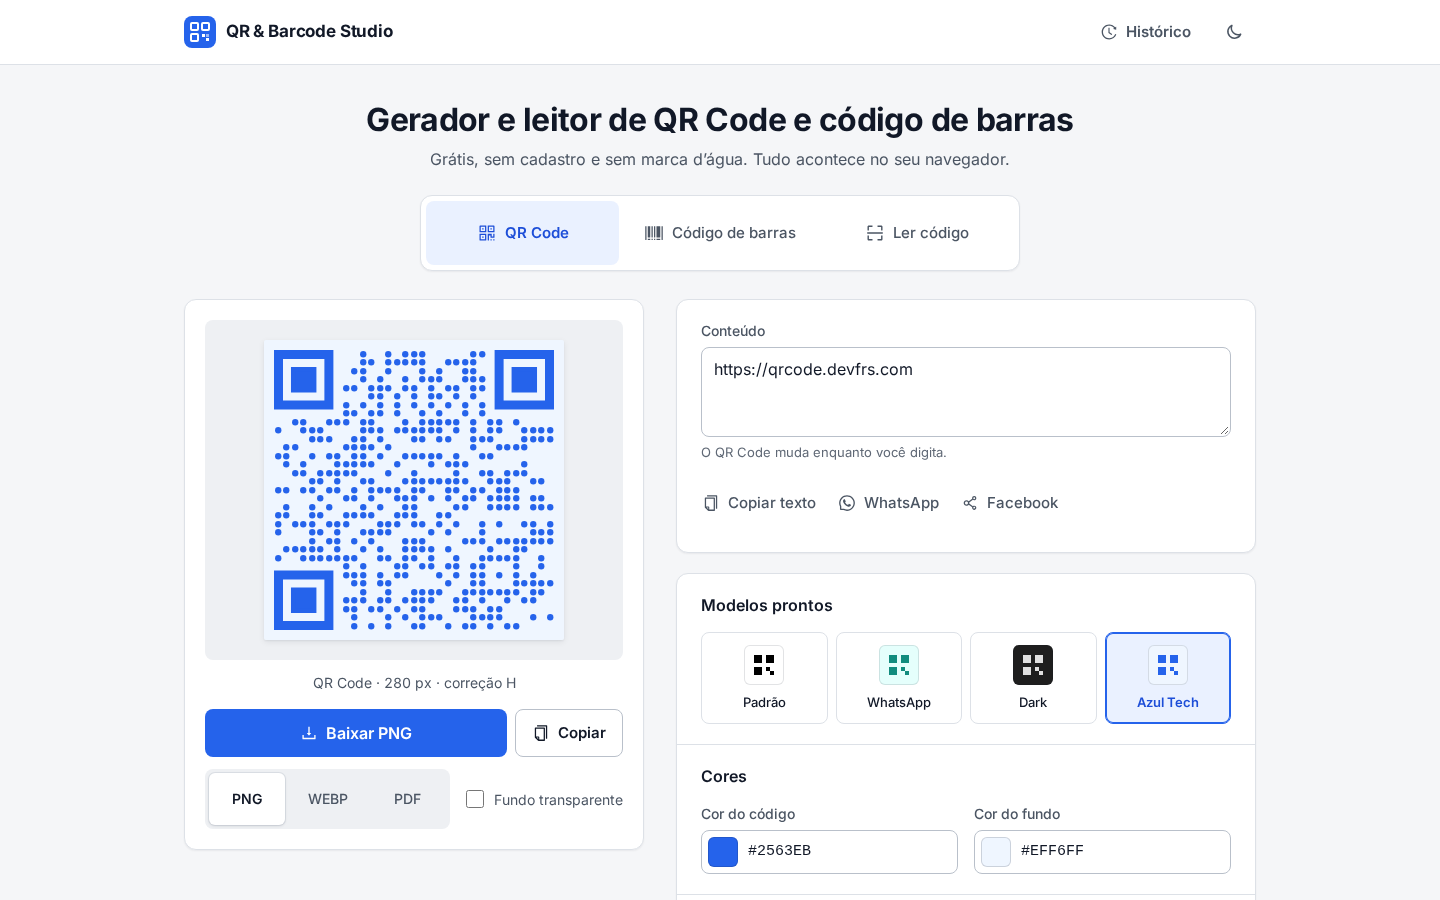 QR & Barcode Studio
Histórico
Gerador e leitor de QR Code e código de barras
Grátis, sem cadastro e sem marca d’água. Tudo acontece no seu navegador.
QR Code
Código de barras
Ler código
QR Code · 280 px · correção H
Baixar PNG
Copiar
PNG
WEBP
PDF
Fundo transparente
Conteúdo
https://qrcode.devfrs.com
O QR Code muda enquanto você digita.
Copiar texto
WhatsApp
Facebook
Modelos prontos
Padrão
WhatsApp
Dark
Azul Tech
Cores
Cor do código
Cor do fundo
#2563EB
#EFF6FF